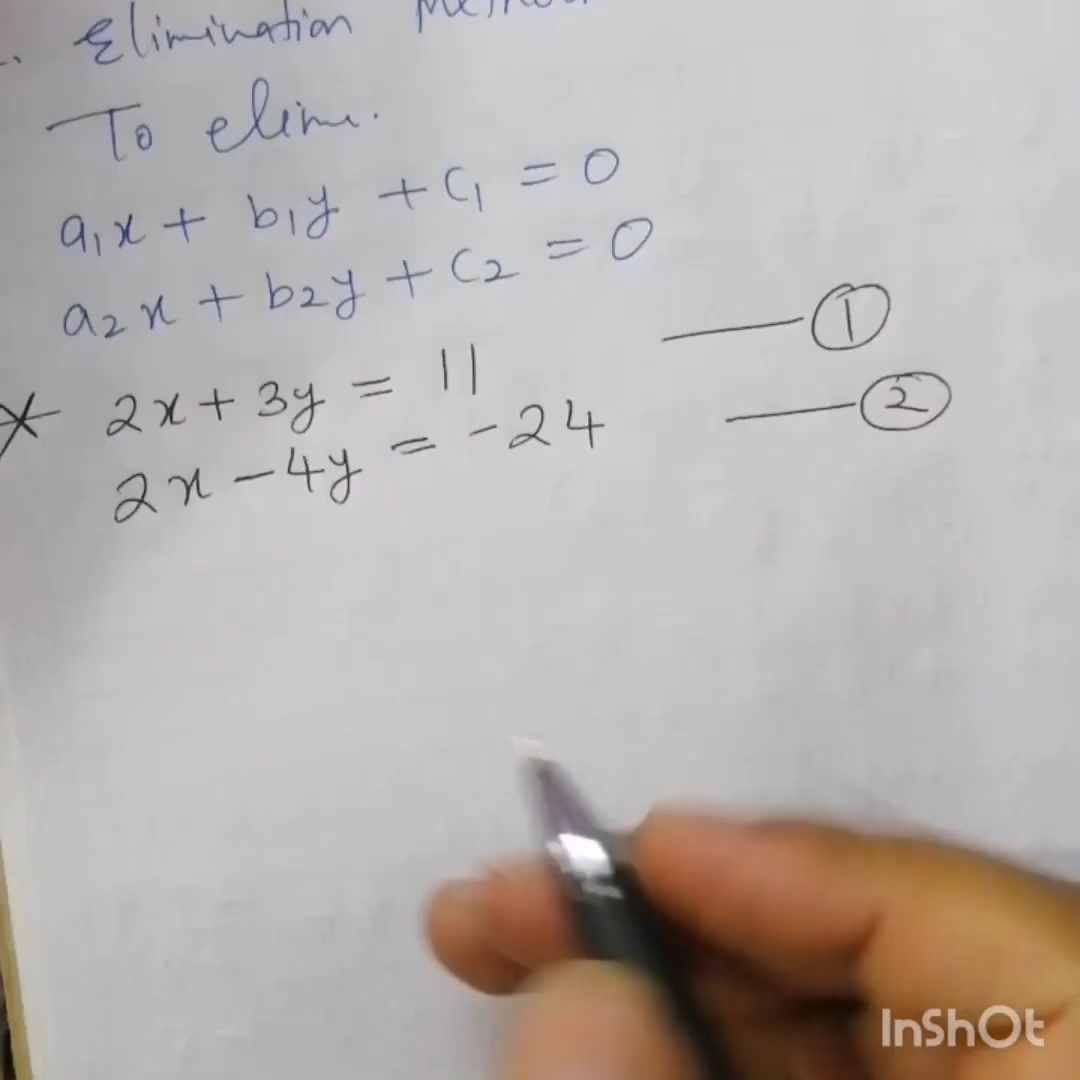 Elimination Method
To elim.
a₁x + b₁y + c₁ = 0
a₂x + b₂y + c₂ = 0
2x + 3y = 11 —— ①
2x - 4y = -24 —— ②
InShOt